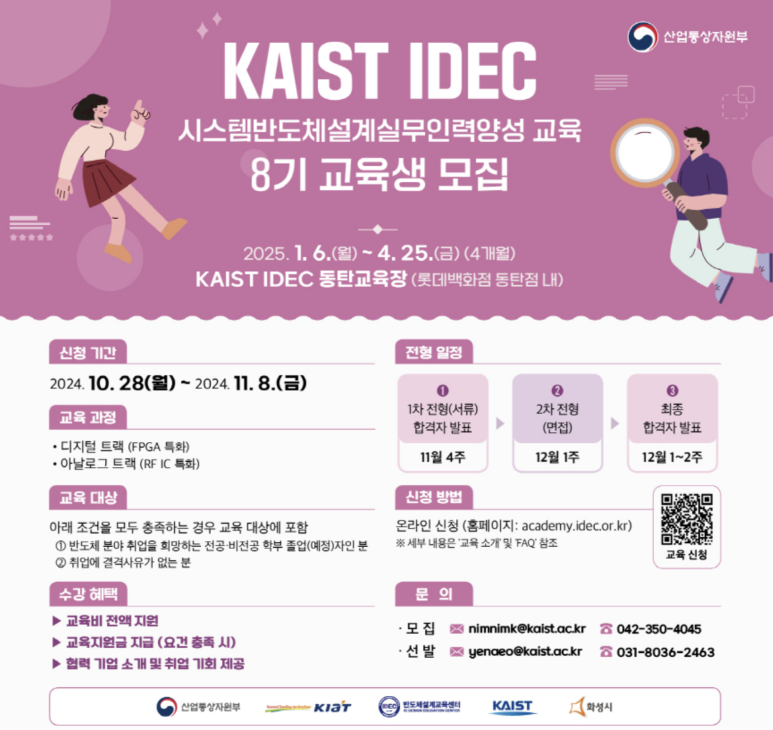 산업통상자원부
KAIST IDEC
시스템반도체설계실무인력양성 교육
8기 교육생 모집
2025. 1. 6.(월) ~ 4. 25.(금) (4개월)
KAIST IDEC 동탄교육장 (롯데백화점 동탄점 내)
신청 기간
2024. 10. 28(월) ~ 2024. 11. 8.(금)
교육 과정
• 디지털 트랙 (FPGA 특화)
• 아날로그 트랙 (RF IC 특화)
교육 대상
아래 조건을 모두 충족하는 경우 교육 대상에 포함
① 반도체 분야 취업을 희망하는 전공·비전공 학부 졸업(예정)자인 분
② 취업에 결격사유가 없는 분
수강 혜택
▶ 교육비 전액 지원
▶ 교육지원금 지급 (요건 충족 시)
▶ 협력 기업 소개 및 취업 기회 제공
전형 일정
❶
1차 전형(서류)
합격자 발표
11월 4주
❷
2차 전형
(면접)
12월 1주
❸
최종
합격자 발표
12월 1~2주
신청 방법
온라인 신청 (홈페이지: academy.idec.or.kr)
※ 세부 내용은 '교육 소개' 및 'FAQ' 참조
교육 신청
문 의
· 모 집 nimnimk@kaist.ac.kr 042-350-4045
· 선 발 yenaeo@kaist.ac.kr 031-8036-2463
산업통상자원부
KIAT
IDEC 반도체설계교육센터
IC DESIGN EDUCATION CENTER
KAIST
화성시